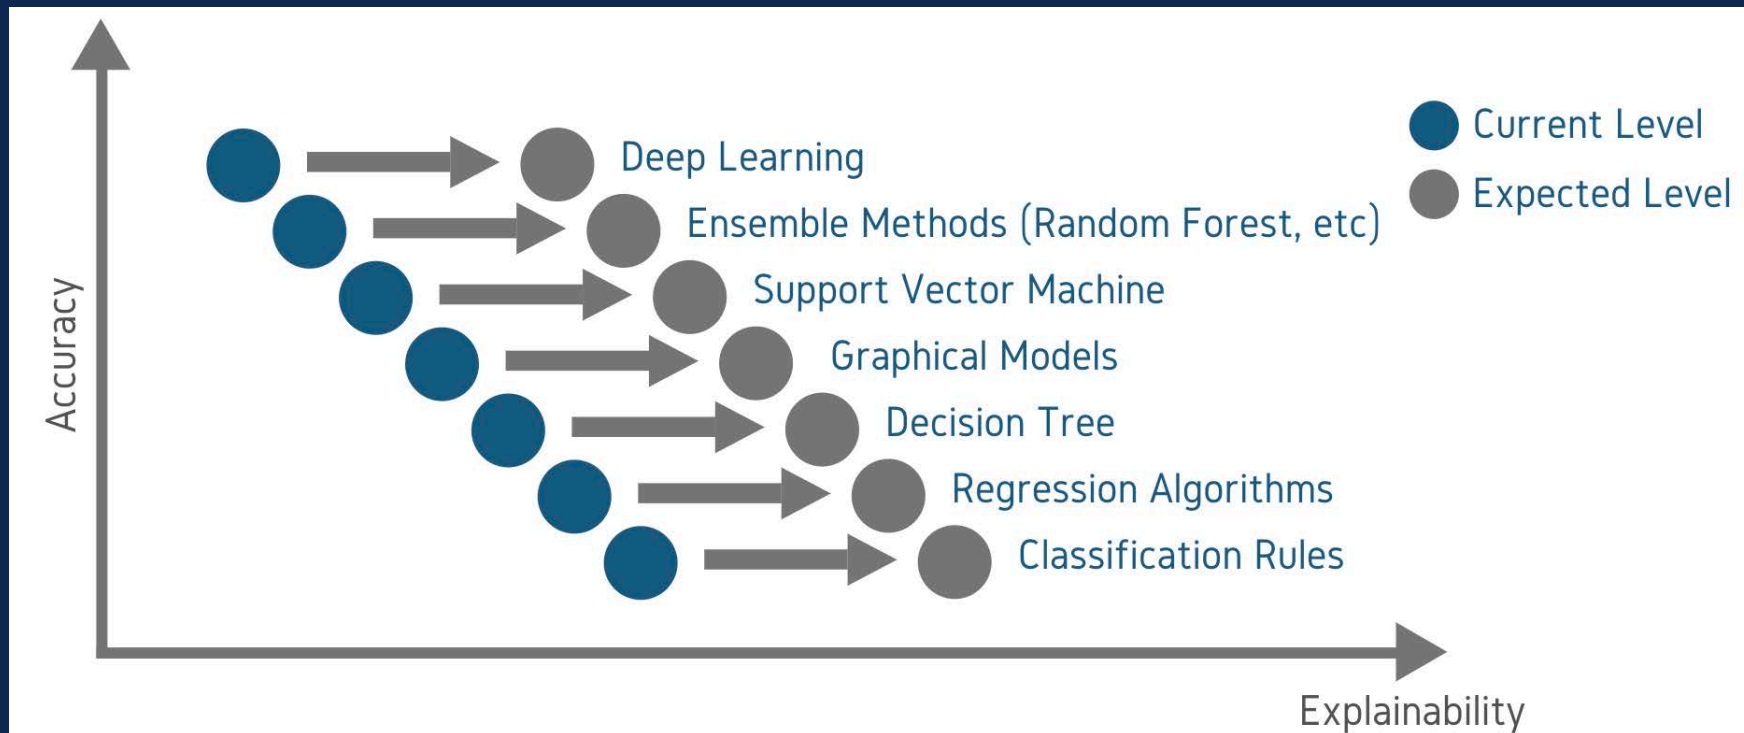 Current Level
Expected Level
Deep Learning
Ensemble Methods (Random Forest, etc)
Support Vector Machine
Graphical Models
Decision Tree
Regression Algorithms
Classification Rules
Accuracy
Explainability